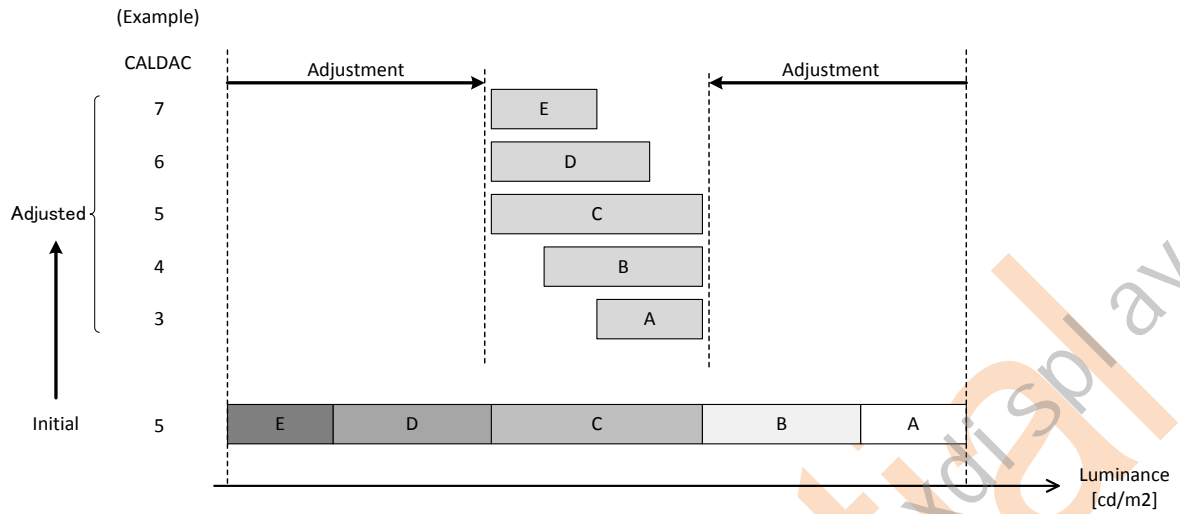 (Example)
CALDAC
Adjustment
Adjustment
7
E
6
D
Adjusted
5
C
4
B
3
A
Initial
5
E
D
C
B
A
Luminance
[cd/m2]